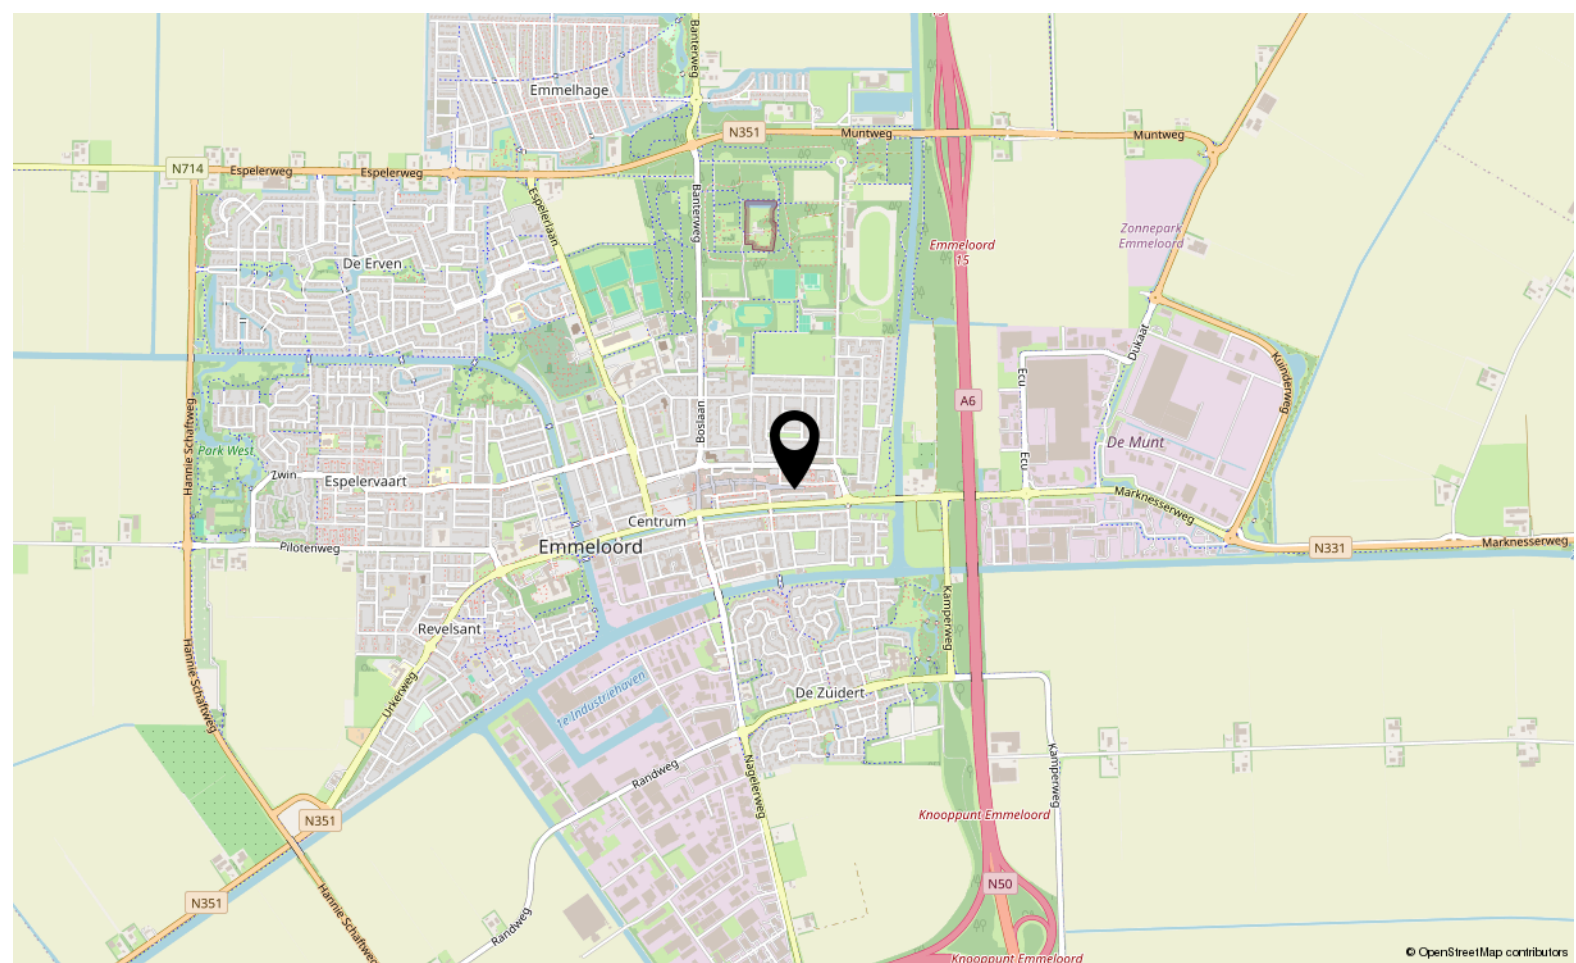 Banterweg
Emmelhage
N351
Muntweg
Muntweg
N714
Espelerweg
Espelerweg
Espelerlaan
Banterweg
Zonnepark
Emmeloord
Emmeloord
15
De Erven
Dukaat
Kuinderweg
Ecu
A6
Boslaan
Hannie Schaftweg
De Munt
Park West
Zwin
Espelervaart
Ecu
Marknesserweg
Centrum
Emmeloord
Pilotenweg
N331
Marknesserweg
Kamperweg
Revelsant
Hannie Schaftweg
Urkerweg
1e Industriehaven
De Zuidert
Randweg
Nagelerweg
Kamperweg
N351
Knooppunt Emmeloord
N50
N351
Hannie Schaftweg
Randweg
© OpenStreetMap contributors
Knooppunt Emmeloord